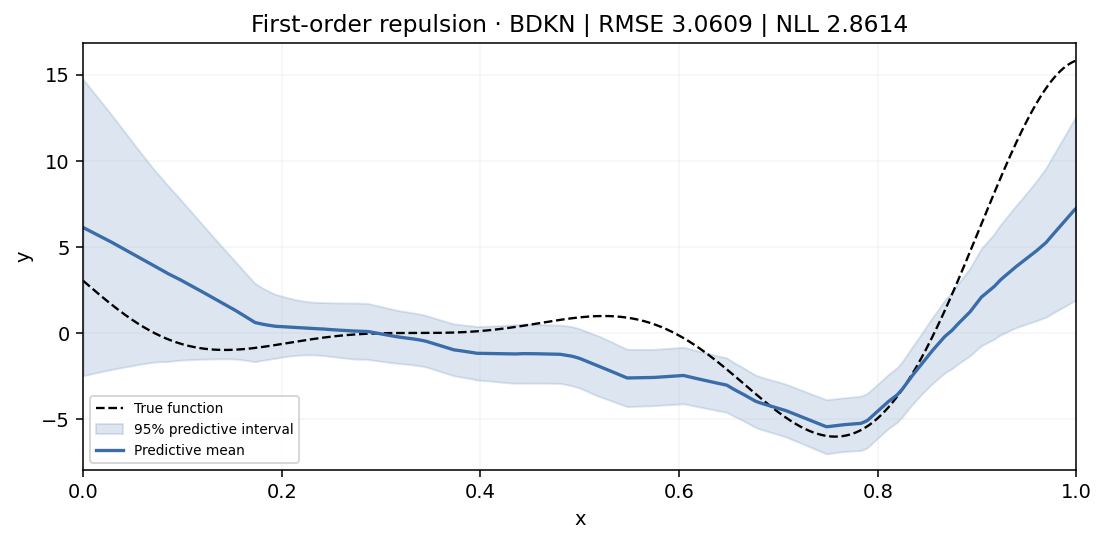 First-order repulsion · BDKN | RMSE 3.0609 | NLL 2.8614
y
15
10
5
0
−5
True function
95% predictive interval
Predictive mean
0.0 0.2 0.4 0.6 0.8 1.0
x